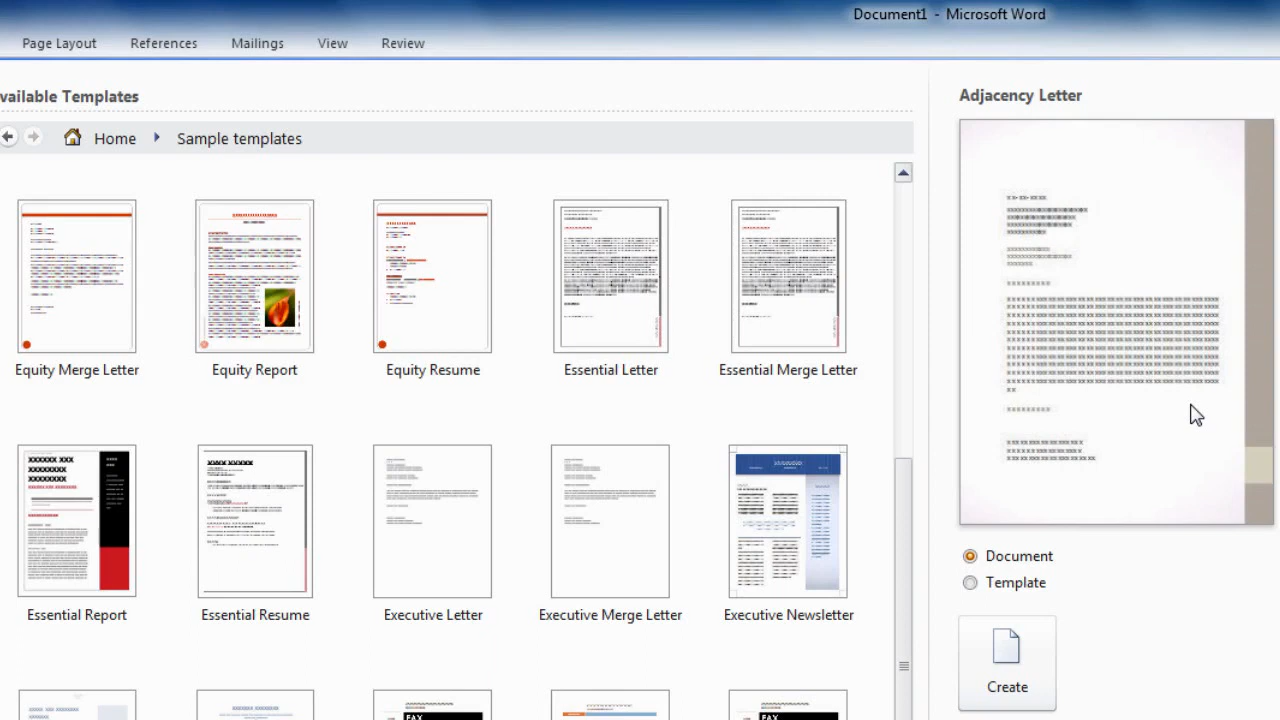 Document1 - Microsoft Word
Page Layout References Mailings View Review
vailable Templates
Adjacency Letter
Home Sample templates
Equity Merge Letter Equity Report Equity Resume Essential Letter Essential Merge Letter
Document
Template
Essential Report Essential Resume Executive Letter Executive Merge Letter Executive Newsletter
Create
FAX FAX